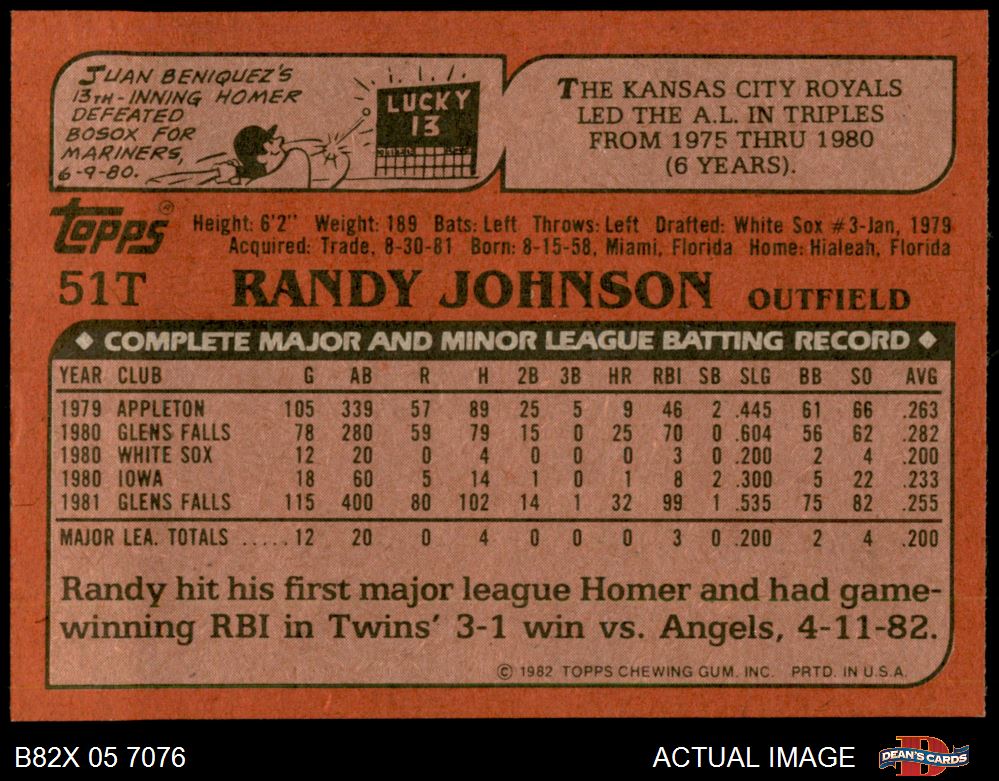 JUAN BENIQUEZ'S
13TH-INNING HOMER
DEFEATED
BOSOX FOR
MARINERS,
6-9-80.
LUCKY
13
THE KANSAS CITY ROYALS
LED THE A.L. IN TRIPLES
FROM 1975 THRU 1980
(6 YEARS).
topps®
Height: 6'2" Weight: 189 Bats: Left Throws: Left Drafted: White Sox #3-Jan, 1979
Acquired: Trade, 8-30-81 Born: 8-15-58, Miami, Florida Home: Hialeah, Florida
51T RANDY JOHNSON OUTFIELD
◆ COMPLETE MAJOR AND MINOR LEAGUE BATTING RECORD ◆
YEAR CLUB G AB R H 2B 3B HR RBI SB SLG BB SO AVG
1979 APPLETON 105 339 57 89 25 5 9 46 2 .445 61 66 .263
1980 GLENS FALLS 78 280 59 79 15 0 25 70 0 .604 56 62 .282
1980 WHITE SOX 12 20 0 4 0 0 0 3 0 .200 2 4 .200
1980 IOWA 18 60 5 14 1 0 1 8 2 .300 5 22 .233
1981 GLENS FALLS 115 400 80 102 14 1 32 99 1 .535 75 82 .255
MAJOR LEA. TOTALS .....12 20 0 4 0 0 0 3 0 .200 2 4 .200
Randy hit his first major league Homer and had game-
winning RBI in Twins' 3-1 win vs. Angels, 4-11-82.
© 1982 TOPPS CHEWING GUM, INC. PRTD. IN U.S.A.
B82X 05 7076 ACTUAL IMAGE DEAN'S CARDS